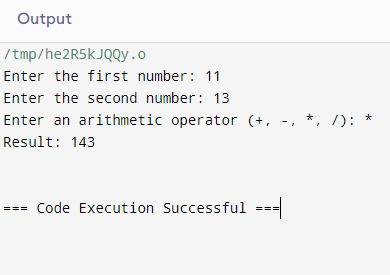 Output
/tmp/he2R5kJQQy.o
Enter the first number: 11
Enter the second number: 13
Enter an arithmetic operator (+, -, *, /): *
Result: 143
=== Code Execution Successful ===